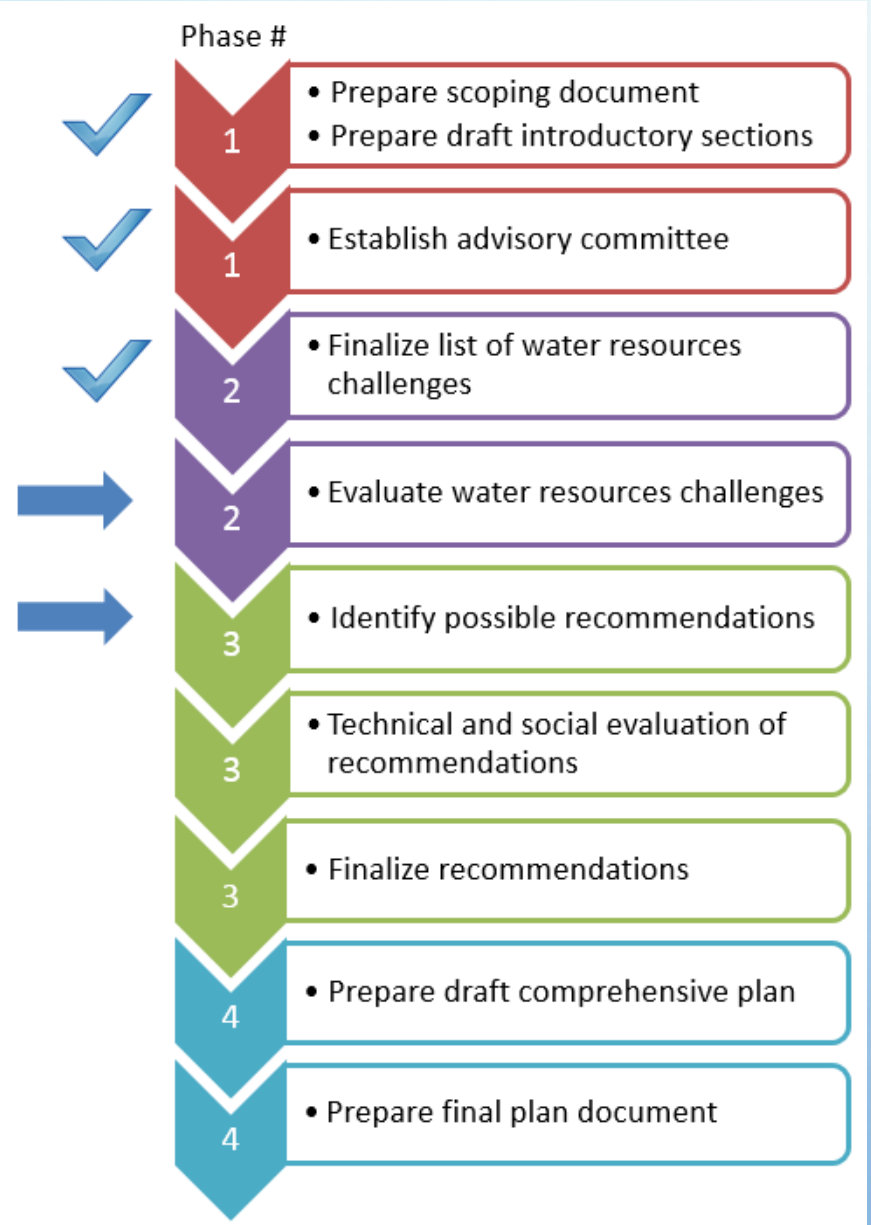 Phase #
1
• Prepare scoping document
• Prepare draft introductory sections
1
• Establish advisory committee
2
• Finalize list of water resources
challenges
2
• Evaluate water resources challenges
3
• Identify possible recommendations
3
• Technical and social evaluation of
recommendations
3
• Finalize recommendations
4
• Prepare draft comprehensive plan
4
• Prepare final plan document